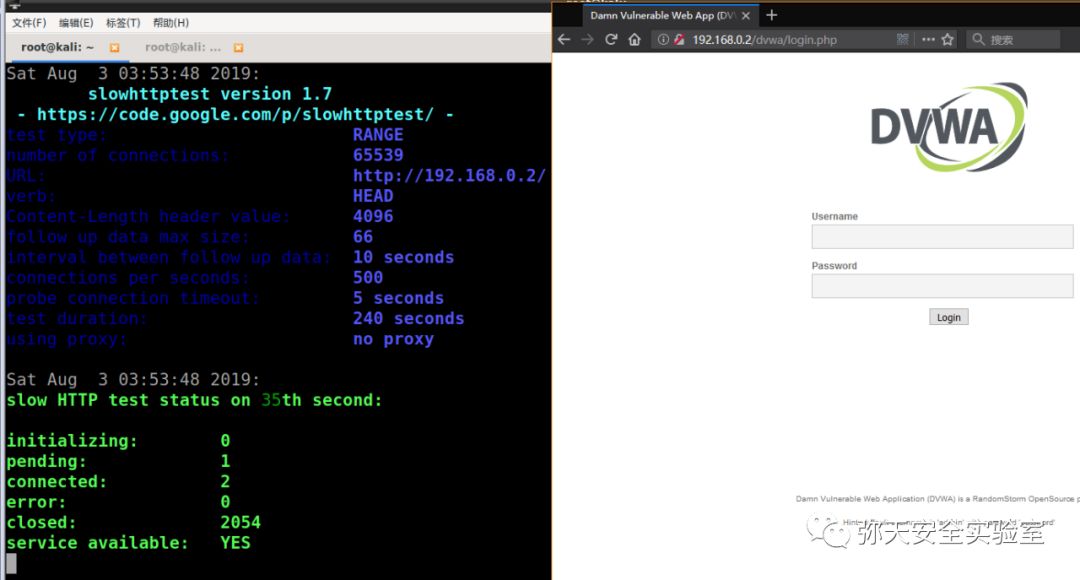 文件(F) 编辑(E) 标签(T) 帮助(H)
root@kali: ~
root@kali: ...
Sat Aug  3 03:53:48 2019:
slowhttptest version 1.7
- https://code.google.com/p/slowhttptest/ -
test type: RANGE
number of connections: 65539
URL: http://192.168.0.2/
verb: HEAD
Content-Length header value: 4096
follow up data max size: 66
interval between follow up data: 10 seconds
connections per seconds: 500
probe connection timeout: 5 seconds
test duration: 240 seconds
using proxy: no proxy
Sat Aug  3 03:53:48 2019:
slow HTTP test status on 35th second:
initializing: 0
pending: 1
connected: 2
error: 0
closed: 2054
service available: YES
Damn Vulnerable Web App (DV
192.168.0.2/dvwa/login.php
搜索
DVWA
Username
Password
Login
Damn Vulnerable Web Application (DVWA) is a RandomStorm OpenSource p
弥天安全实验室